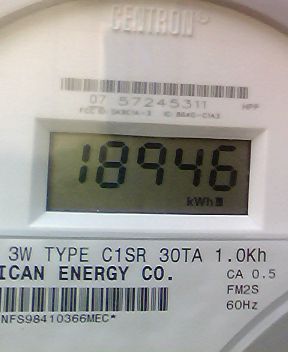 CENTRON®
07 57245311
18946
kWh
3W TYPE C1SR 30TA 1.0Kh
ICAN ENERGY CO.
CA 0.5
FM2S
60Hz
NFS98410366MEC*